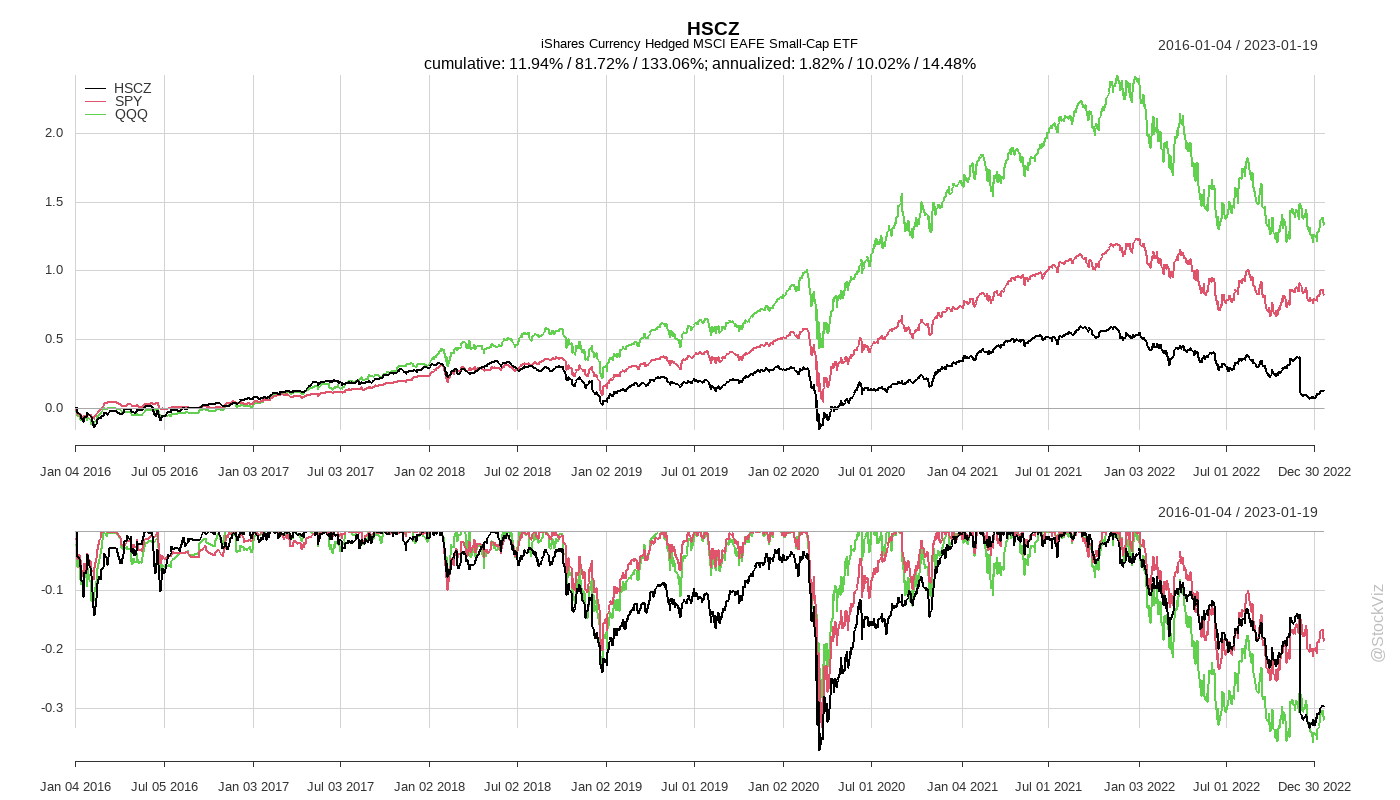 HSCZ
iShares Currency Hedged MSCI EAFE Small-Cap ETF
2016-01-04 / 2023-01-19
cumulative: 11.94% / 81.72% / 133.06%; annualized: 1.82% / 10.02% / 14.48%
HSCZ
SPY
QQQ
2.0
1.5
1.0
0.5
0.0
Jan 04 2016 Jul 05 2016 Jan 03 2017 Jul 03 2017 Jan 02 2018 Jul 02 2018 Jan 02 2019 Jul 01 2019 Jan 02 2020 Jul 01 2020 Jan 04 2021 Jul 01 2021 Jan 03 2022 Jul 01 2022 Dec 30 2022
2016-01-04 / 2023-01-19
-0.1
-0.2
-0.3
Jan 04 2016 Jul 05 2016 Jan 03 2017 Jul 03 2017 Jan 02 2018 Jul 02 2018 Jan 02 2019 Jul 01 2019 Jan 02 2020 Jul 01 2020 Jan 04 2021 Jul 01 2021 Jan 03 2022 Jul 01 2022 Dec 30 2022
@StockViz